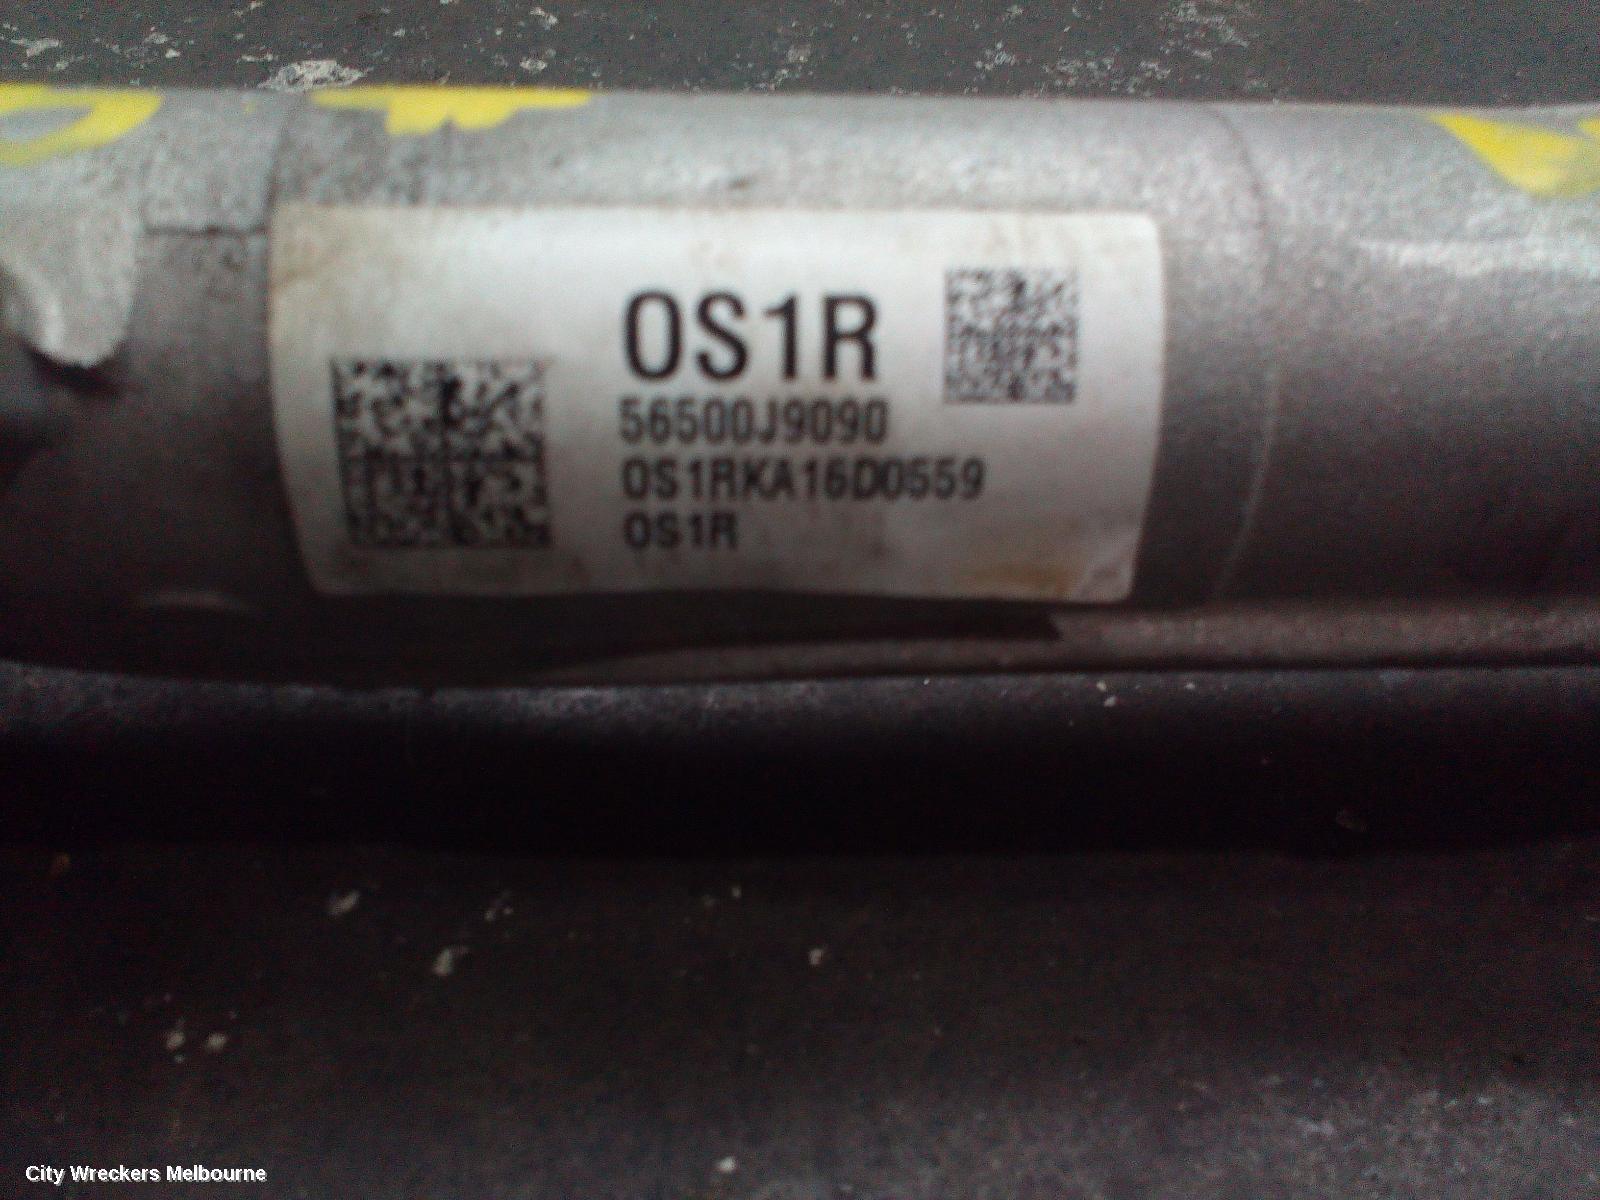 OS1R
56500J9090
OS1RKA16D0559
OS1R
City Wreckers Melbourne